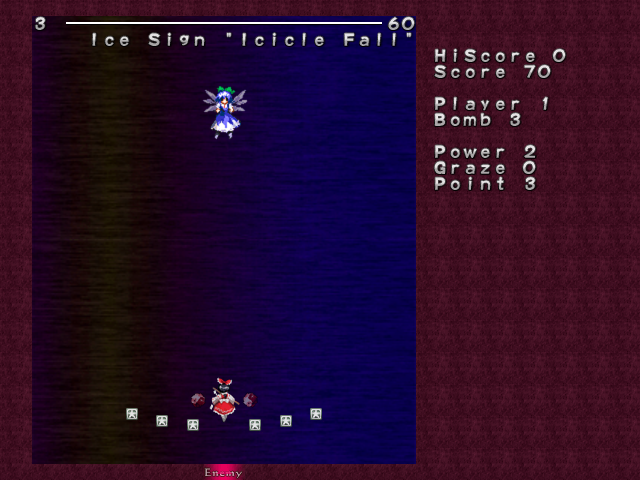 3 60
Ice Sign "Icicle Fall"
HiScore 0
Score 70
Player 1
Bomb 3
Power 2
Graze 0
Point 3
Enemy